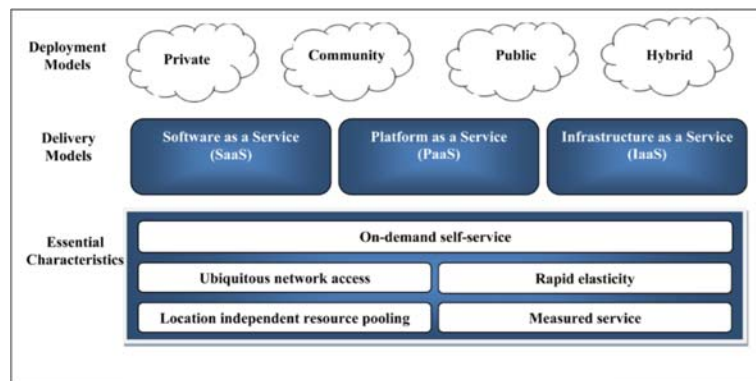 Deployment
Models
Private
Community
Public
Hybrid
Delivery
Models
Software as a Service
(SaaS)
Platform as a Service
(PaaS)
Infrastructure as a Service
(IaaS)
Essential
Characteristics
On-demand self-service
Ubiquitous network access
Rapid elasticity
Location independent resource pooling
Measured service